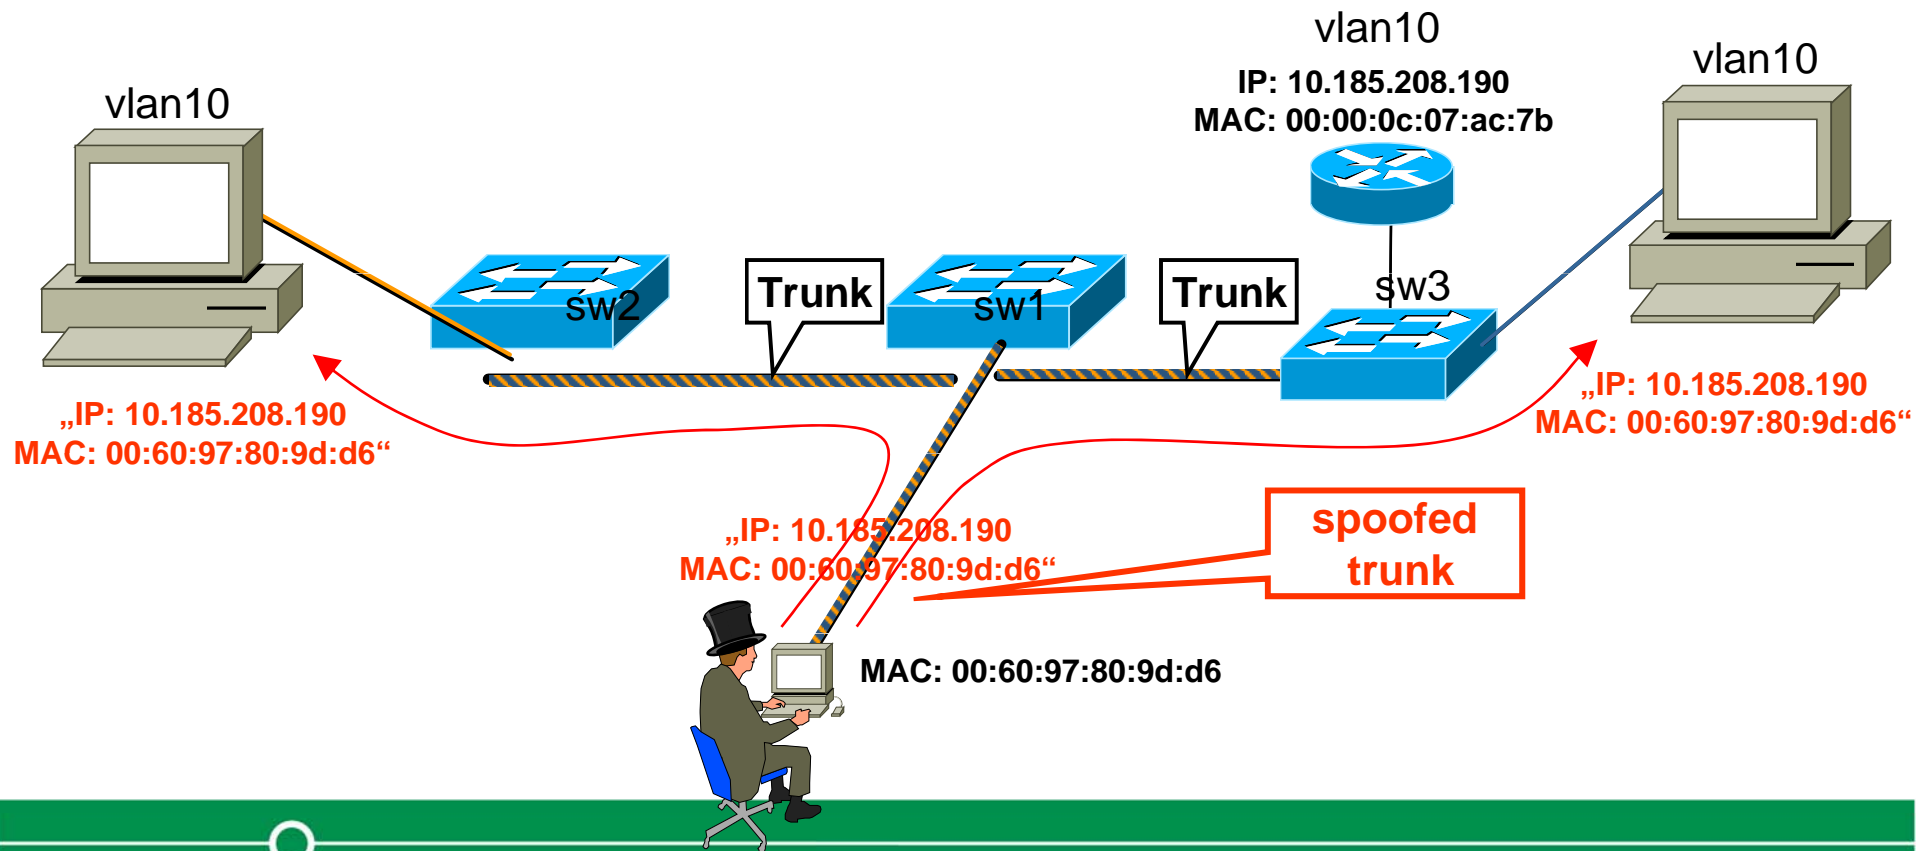 vlan10
IP: 10.185.208.190
MAC: 00:00:0c:07:ac:7b
vlan10
vlan10
sw2
Trunk
sw1
Trunk
sw3
„IP: 10.185.208.190
MAC: 00:60:97:80:9d:d6“
„IP: 10.185.208.190
MAC: 00:60:97:80:9d:d6“
„IP: 10.185.208.190
MAC: 00:60:97:80:9d:d6“
spoofed
trunk
MAC: 00:60:97:80:9d:d6